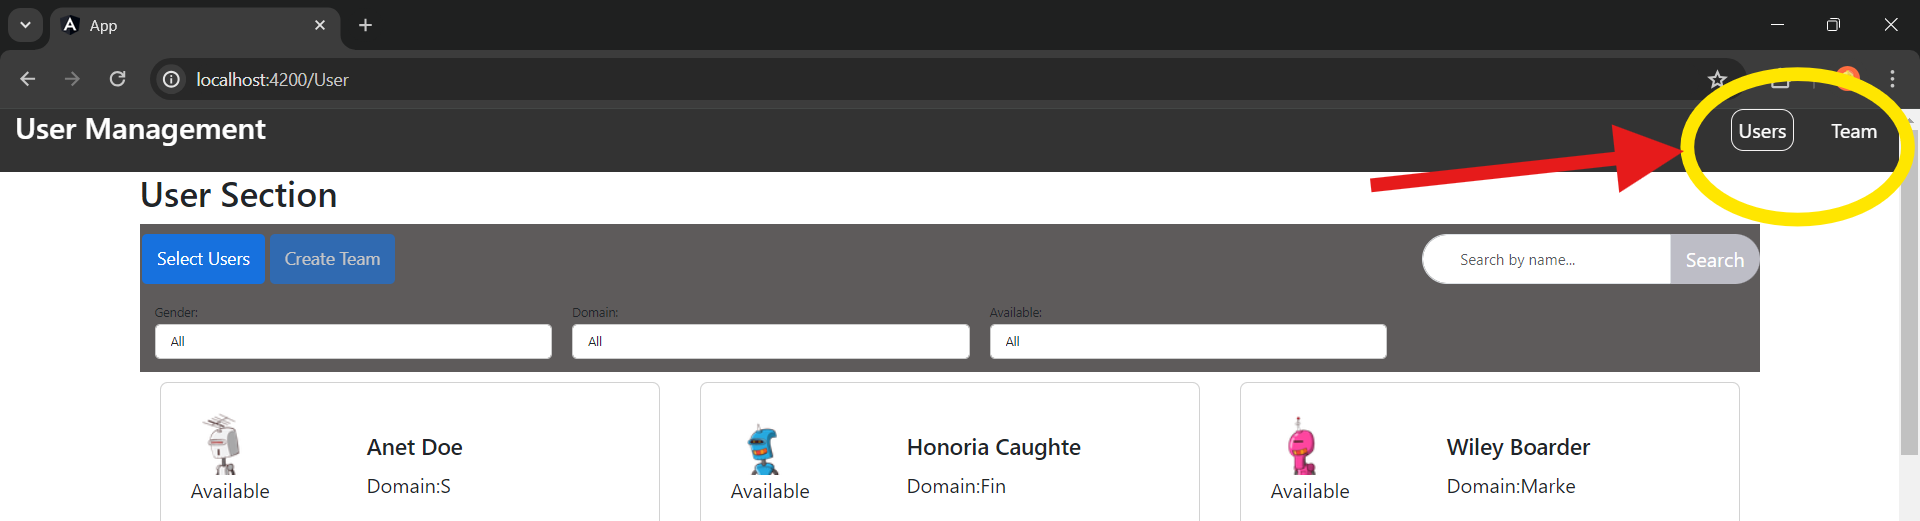 App
localhost:4200/User
User Management
Users
Team
User Section
Select Users
Create Team
Search by name...
Search
Gender:
Domain:
Available:
All
All
All
Anet Doe
Available
Domain:S
Honoria Caughte
Available
Domain:Fin
Wiley Boarder
Available
Domain:Marke